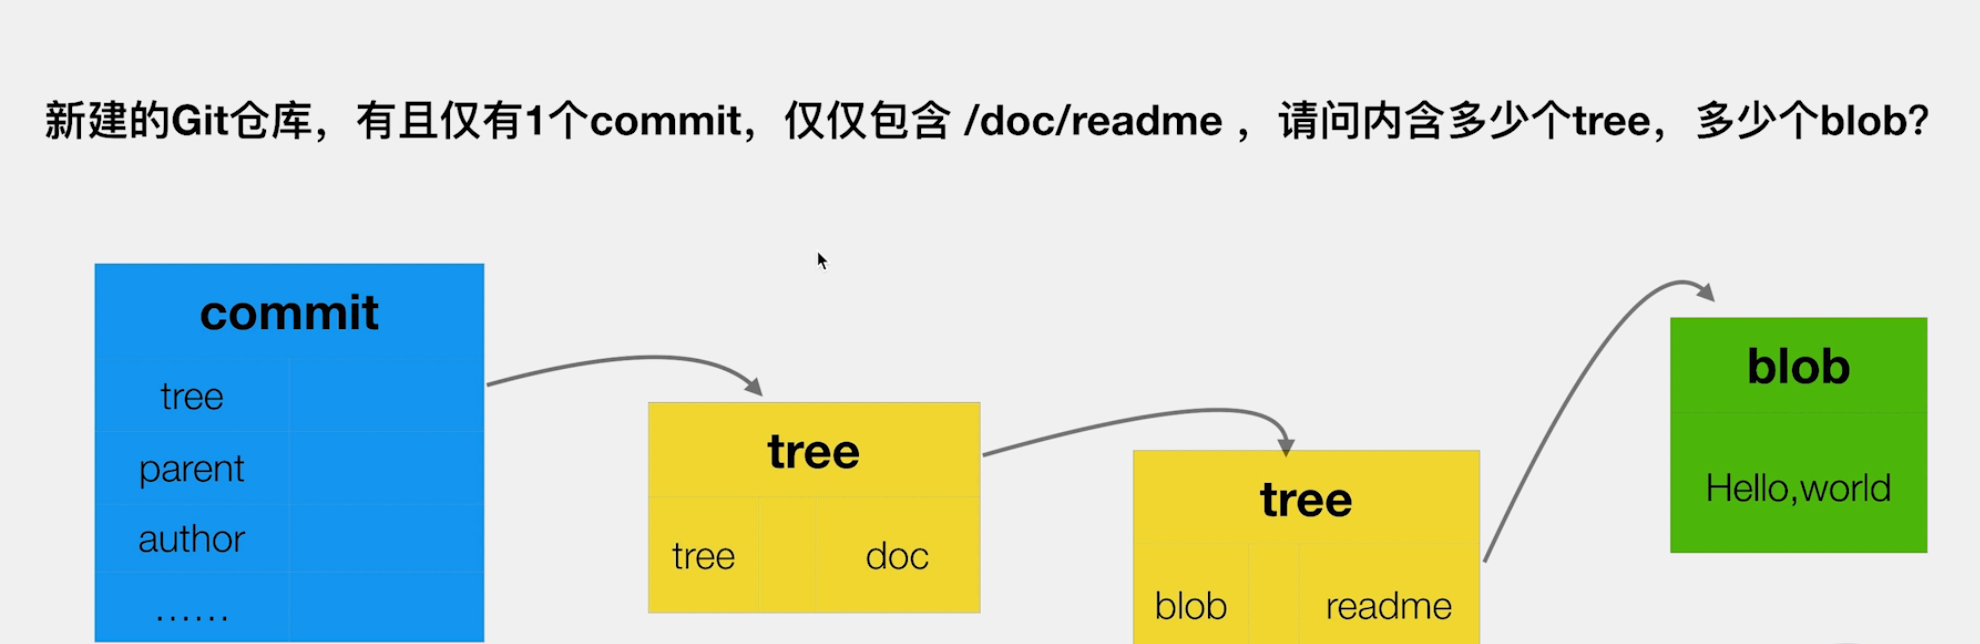 新建的Git仓库，有且仅有1个commit，仅仅包含 /doc/readme ，请问内含多少个tree，多少个blob?
commit
tree
parent
author
……
tree
tree doc
tree
blob readme
blob
Hello,world